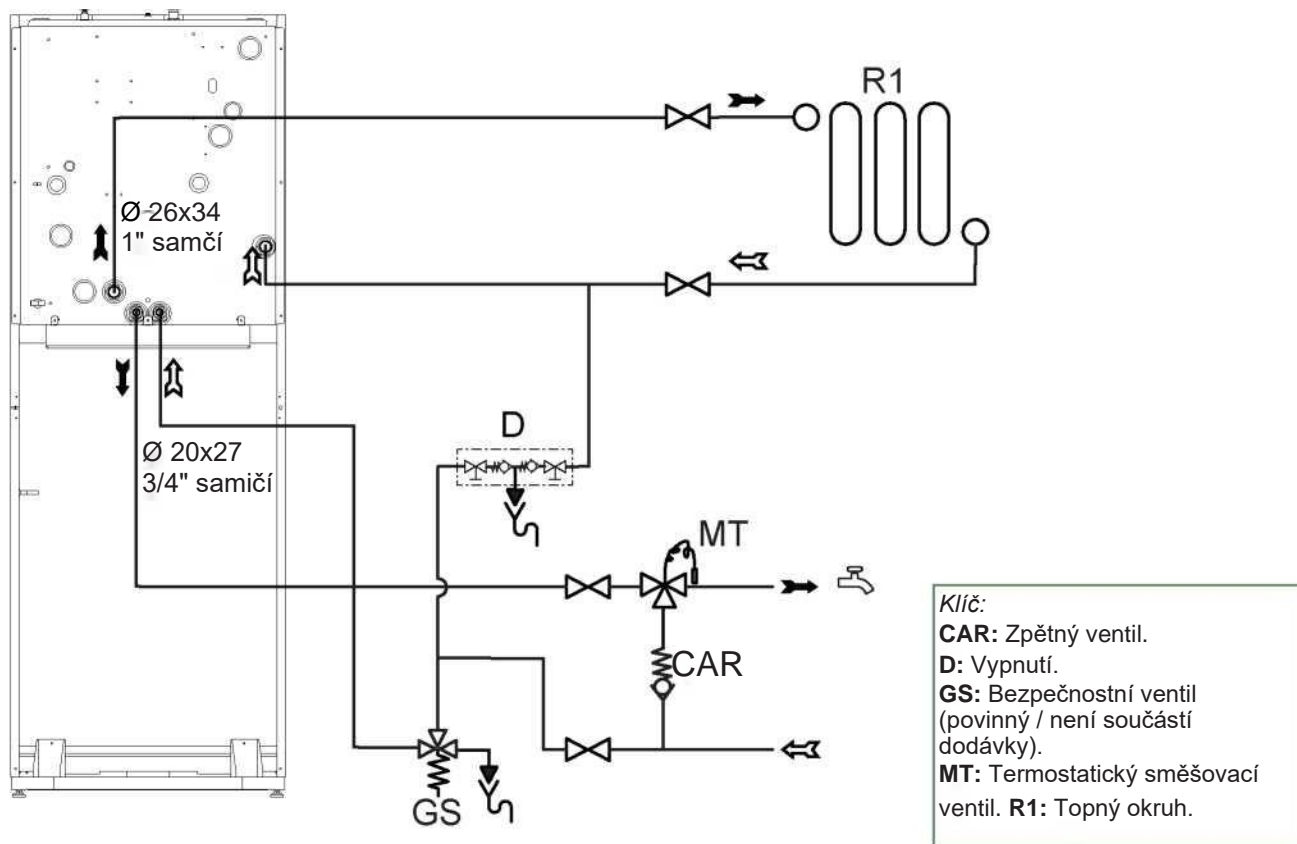 R1
Ø 26x34
1" samčí
Ø 20x27
3/4" samičí
D
MT
CAR
GS
Klíč:
CAR: Zpětný ventil.
D: Vypnutí.
GS: Bezpečnostní ventil
(povinný / není součástí
dodávky).
MT: Termostatický směšovací
ventil. R1: Topný okruh.